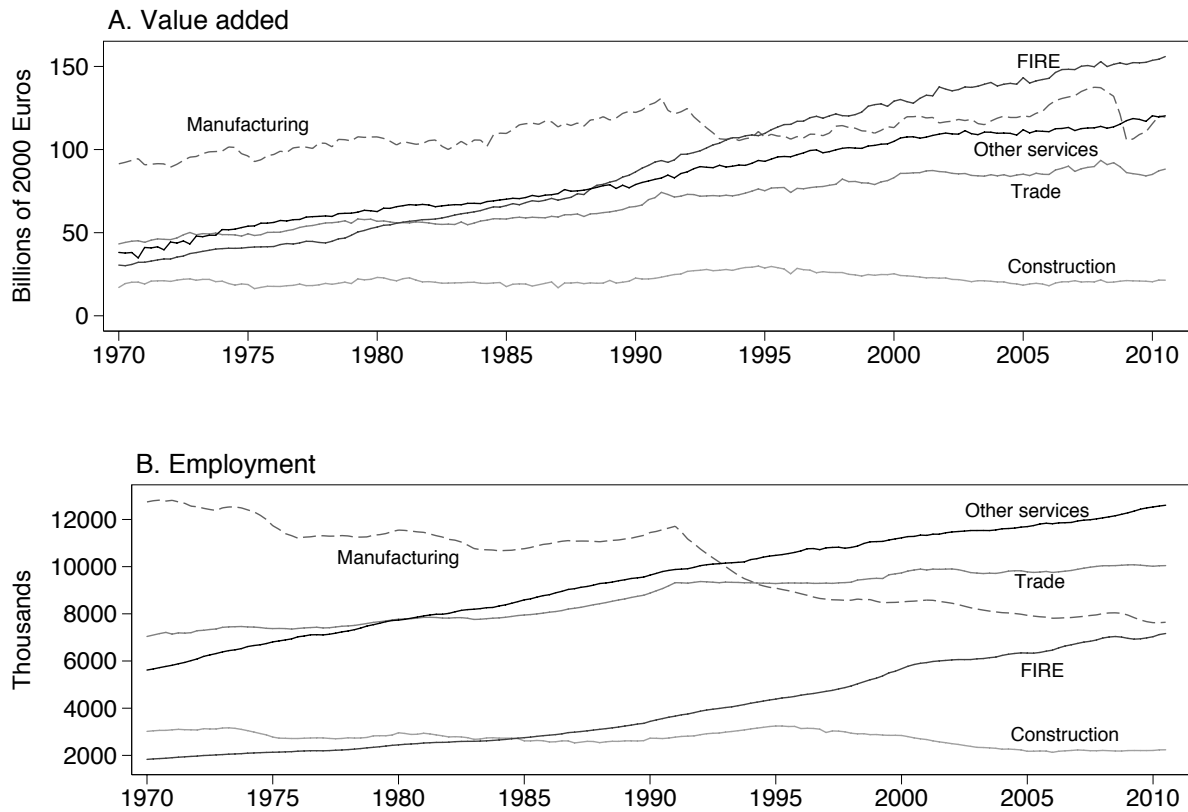 A. Value added
Billions of 2000 Euros
150
100
50
0
FIRE
Manufacturing
Other services
Trade
Construction
1970 1975 1980 1985 1990 1995 2000 2005 2010
B. Employment
Thousands
12000
10000
8000
6000
4000
2000
Other services
Manufacturing
Trade
FIRE
Construction
1970 1975 1980 1985 1990 1995 2000 2005 2010